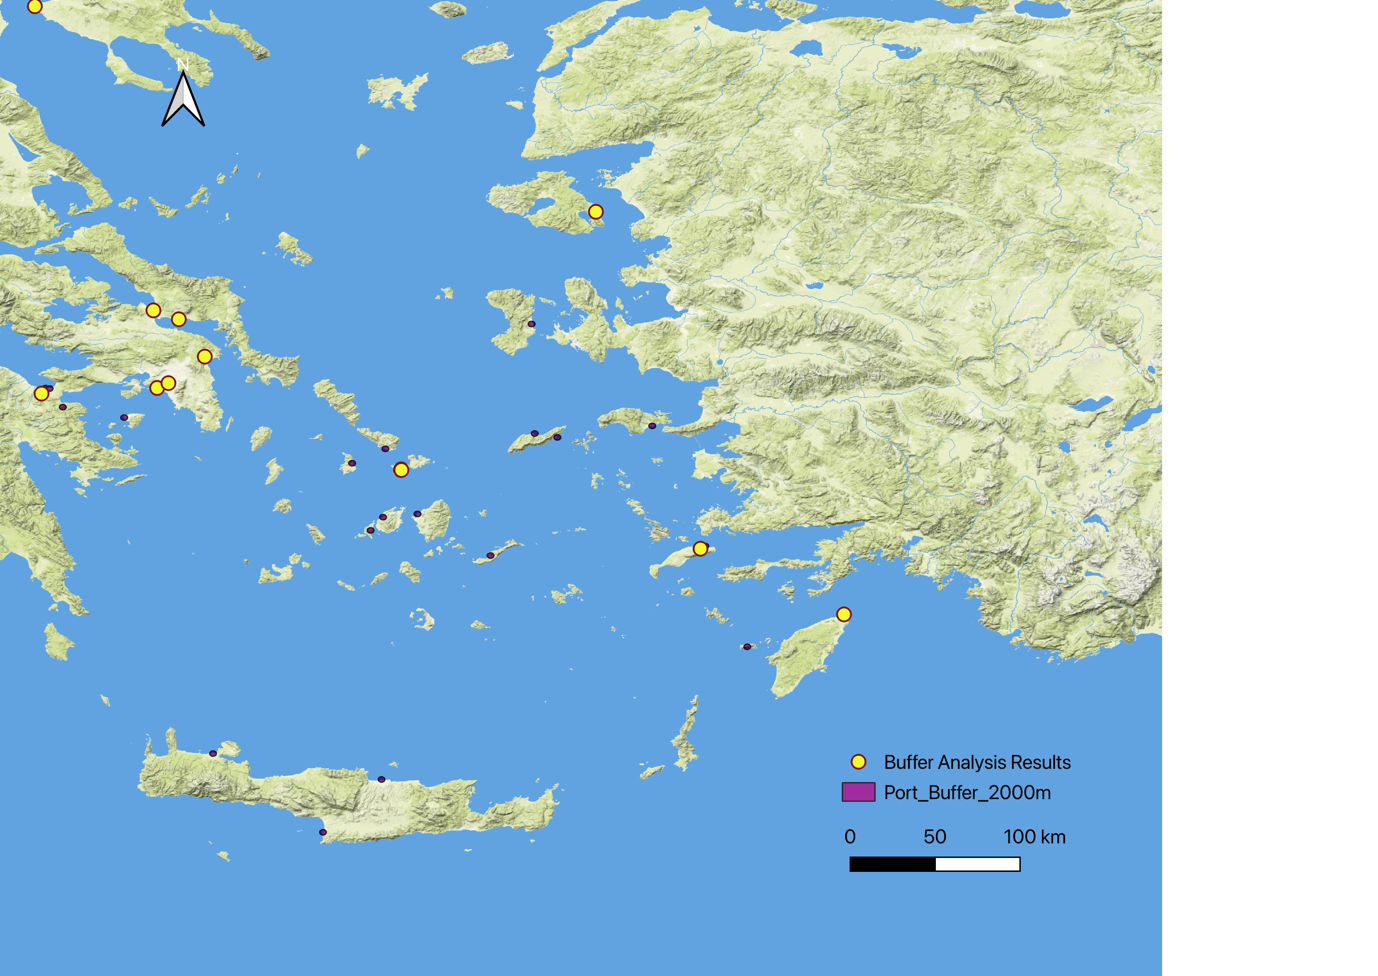 N
Buffer Analysis Results
Port_Buffer_2000m
0 50 100 km